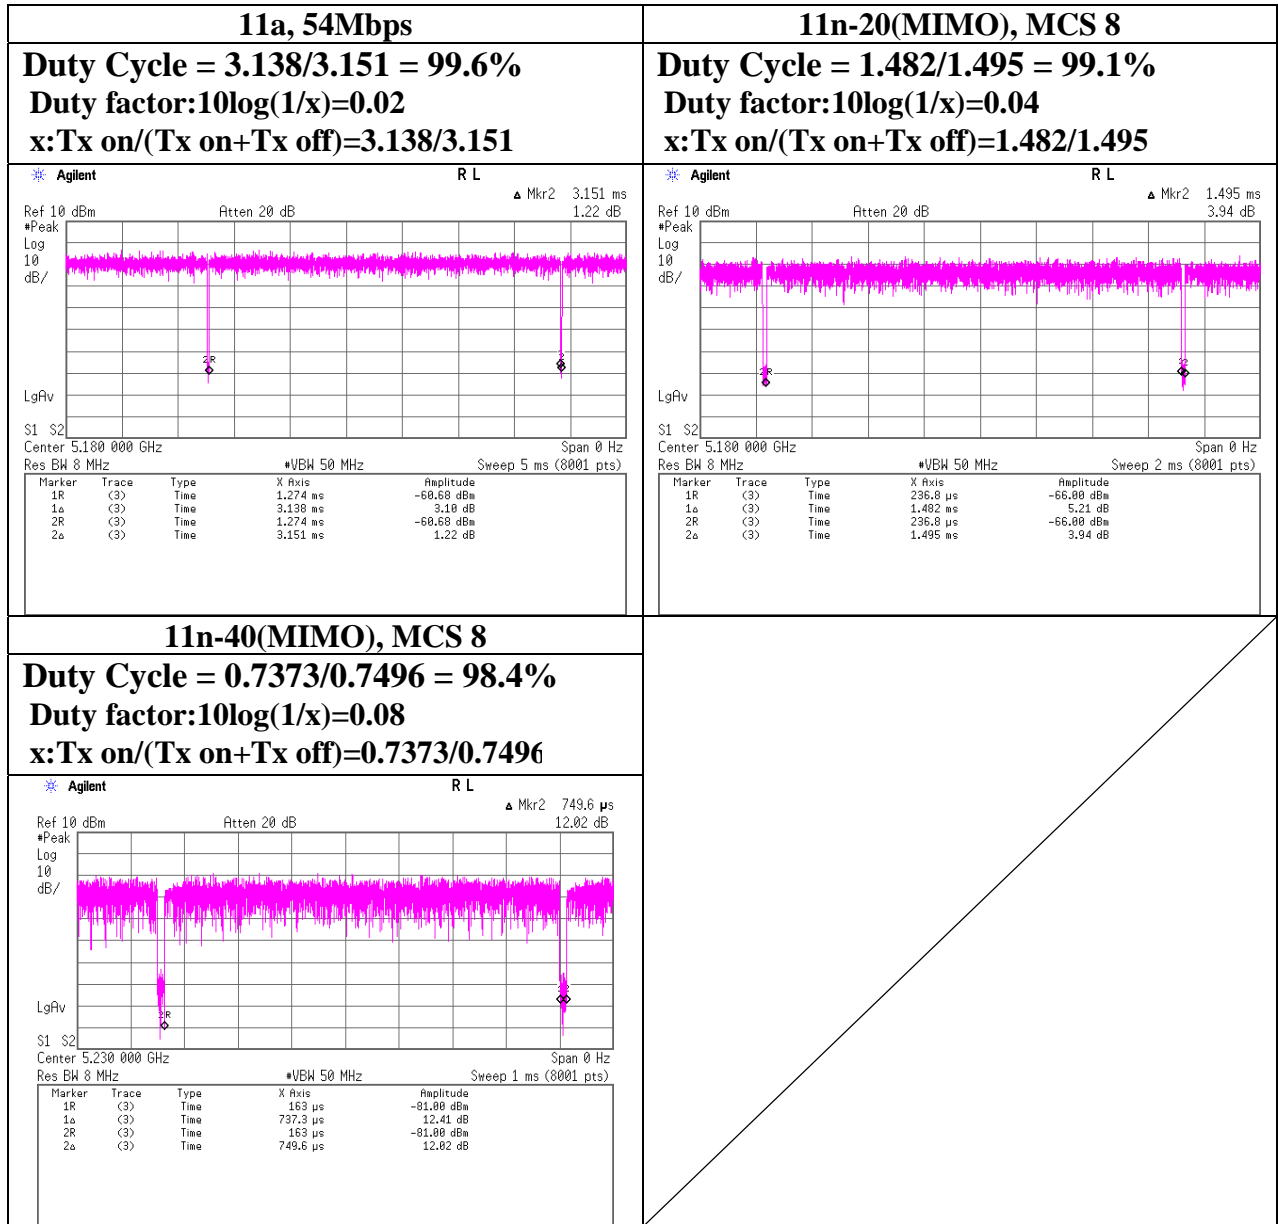 11a, 54Mbps
Duty Cycle = 3.138/3.151 = 99.6%
Duty factor:10log(1/x)=0.02
x:Tx on/(Tx on+Tx off)=3.138/3.151
Agilent R L
Δ Mkr2 3.151 ms
Ref 10 dBm Atten 20 dB 1.22 dB
#Peak
Log
10
dB/
2R
2
LgAv
S1 S2
Center 5.180 000 GHz Span 0 Hz
Res BW 8 MHz #VBW 50 MHz Sweep 5 ms (8001 pts)
Marker Trace Type X Axis Amplitude
1R (3) Time 1.274 ms -60.68 dBm
1Δ (3) Time 3.138 ms 3.10 dB
2R (3) Time 1.274 ms -60.68 dBm
2Δ (3) Time 3.151 ms 1.22 dB
11n-20(MIMO), MCS 8
Duty Cycle = 1.482/1.495 = 99.1%
Duty factor:10log(1/x)=0.04
x:Tx on/(Tx on+Tx off)=1.482/1.495
Agilent R L
Δ Mkr2 1.495 ms
Ref 10 dBm Atten 20 dB 3.94 dB
#Peak
Log
10
dB/
2R
LgAv
S1 S2
Center 5.180 000 GHz Span 0 Hz
Res BW 8 MHz #VBW 50 MHz Sweep 2 ms (8001 pts)
Marker Trace Type X Axis Amplitude
1R (3) Time 236.8 µs -66.00 dBm
1Δ (3) Time 1.482 ms 5.21 dB
2R (3) Time 236.8 µs -66.00 dBm
2Δ (3) Time 1.495 ms 3.94 dB
11n-40(MIMO), MCS 8
Duty Cycle = 0.7373/0.7496 = 98.4%
Duty factor:10log(1/x)=0.08
x:Tx on/(Tx on+Tx off)=0.7373/0.7496
Agilent R L
Δ Mkr2 749.6 µs
Ref 10 dBm Atten 20 dB 12.02 dB
#Peak
Log
10
dB/
LgAv
2R
S1 S2
Center 5.230 000 GHz Span 0 Hz
Res BW 8 MHz #VBW 50 MHz Sweep 1 ms (8001 pts)
Marker Trace Type X Axis Amplitude
1R (3) Time 163 µs -81.00 dBm
1Δ (3) Time 737.3 µs 12.41 dB
2R (3) Time 163 µs -81.00 dBm
2Δ (3) Time 749.6 µs 12.02 dB